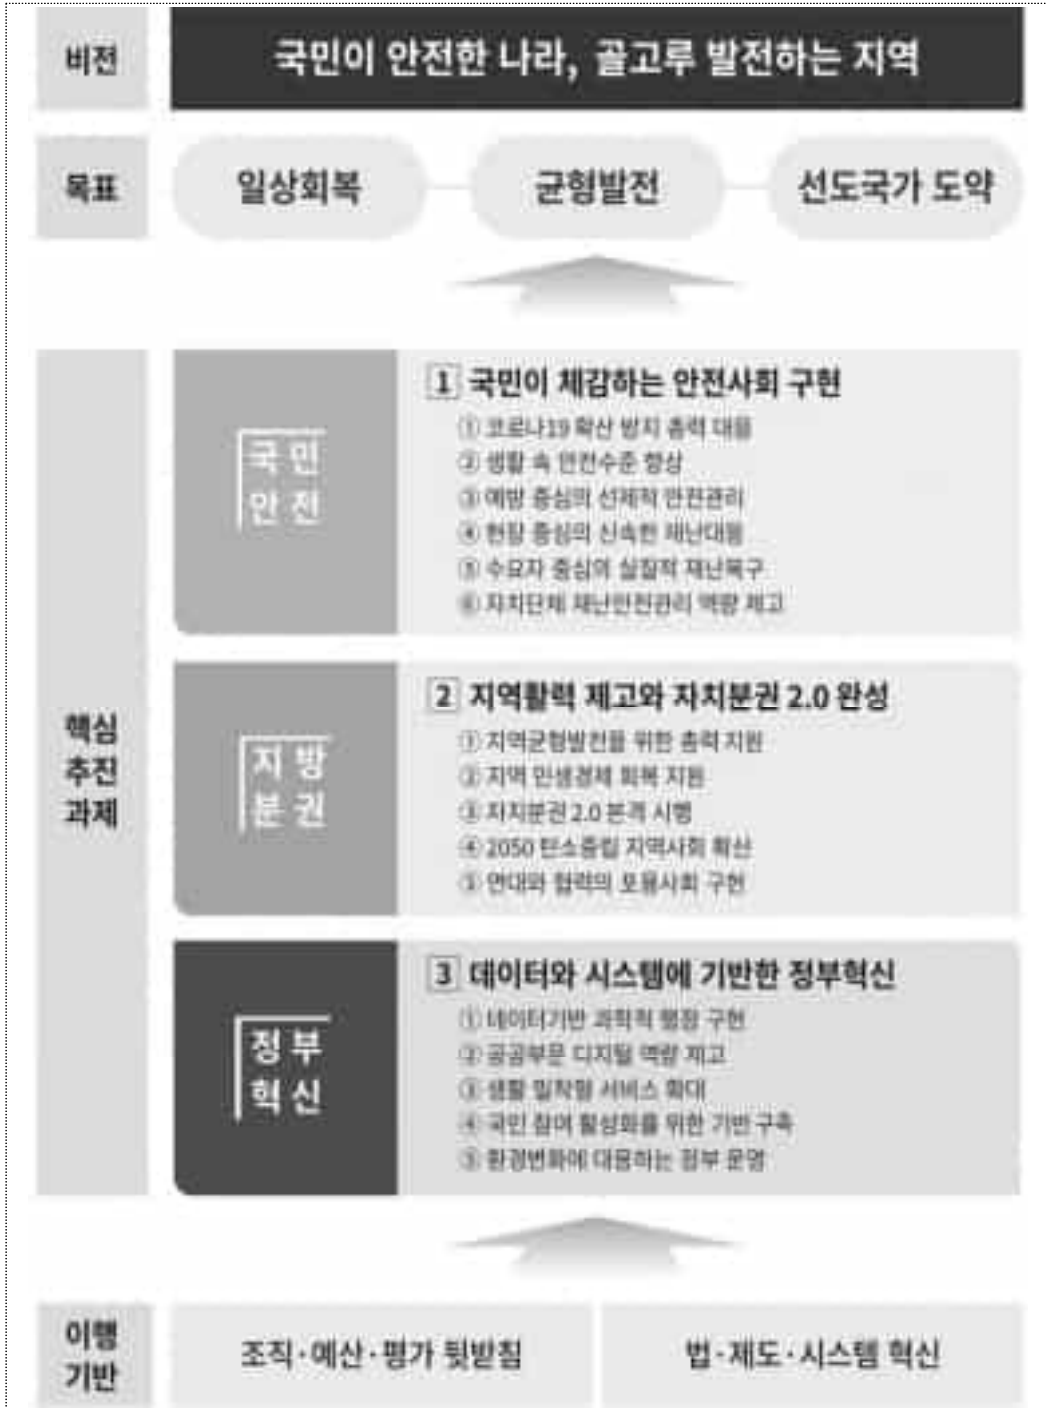 비전
국민이 안전한 나라, 골고루 발전하는 지역
목표
일상회복
균형발전
선도국가 도약
핵심
추진
과제
국민
안전
1 국민이 체감하는 안전사회 구현
① 코로나19 확산 방지 총력 대응
② 생활 속 안전수준 향상
③ 예방 중심의 선제적 안전관리
④ 현장 중심의 신속한 재난대응
⑤ 수요자 중심의 실질적 재난복구
⑥ 자치단체 재난안전관리 역량 제고
지방
분권
2 지역활력 제고와 자치분권 2.0 완성
① 지역균형발전을 위한 총력 지원
② 지역 민생경제 회복 지원
③ 자치분권 2.0 본격 시행
④ 2050 탄소중립 지역사회 확산
⑤ 연대와 협력의 포용사회 구현
정부
혁신
3 데이터와 시스템에 기반한 정부혁신
① 데이터기반 과학적 행정 구현
② 공공부문 디지털 역량 제고
③ 생활 밀착형 서비스 확대
④ 국민 참여 활성화를 위한 기반 구축
⑤ 환경변화에 대응하는 정부 운영
이행
기반
조직·예산·평가 뒷받침
법·제도·시스템 혁신